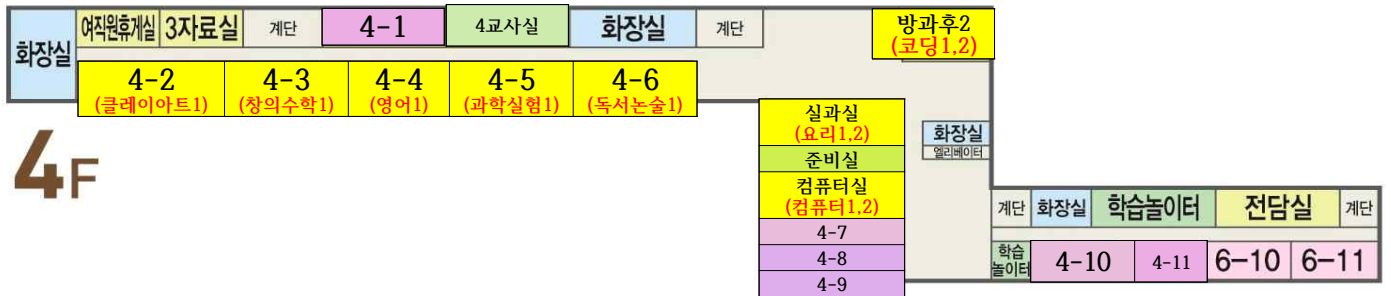 화장실
여직원휴게실
3자료실
계단
4-1
4교사실
화장실
계단
방과후2
(코딩1,2)
4-2
(클레이아트1)
4-3
(창의수학1)
4-4
(영어1)
4-5
(과학실험1)
4-6
(독서논술1)
4F
실과실
(요리1,2)
준비실
컴퓨터실
(컴퓨터1,2)
4-7
4-8
4-9
화장실
엘리베이터
계단
화장실
학습놀이터
전담실
계단
학습
놀이터
4-10
4-11
6-10
6-11